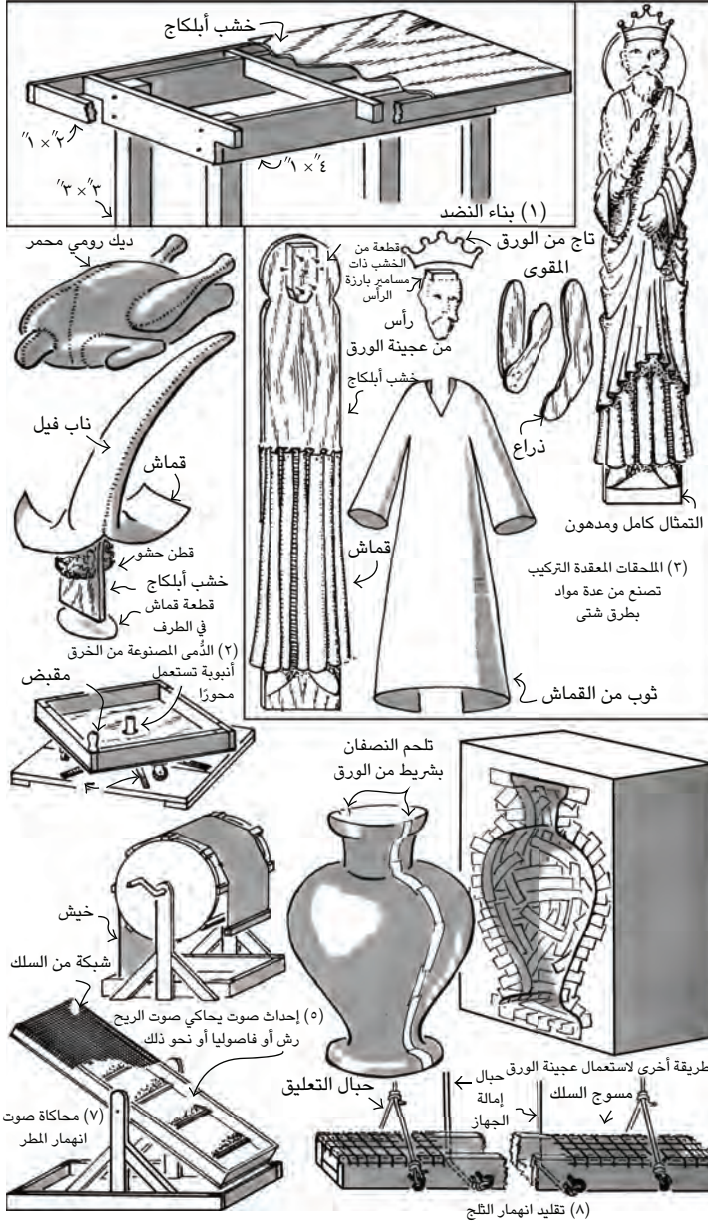 خشب أبلكاج
٢" × ١"
٣" × ٣"
٤" × ١"
(١) بناء النضد
ديك رومي محمر
ناب فيل
قماش
قطن حشو
خشب أبلكاج
قطعة قماش
في الطرف
(٢) الدُّمى المصنوعة من الخرق
قطعة من
الخشب ذات
مسامير بارزة
الرأس
تاج من الورق
المقوى
رأس
من عجينة الورق
خشب أبلكاج
ذراع
قماش
ثوب من القماش
التمثال كامل ومدهون
(٣) الملحقات المعقدة التركيب
تصنع من عدة مواد
بطرق شتى
مقبض
أنبوبة تستعمل
محورًا
تلحم النصفان
بشريط من الورق
طريقة أخرى لاستعمال عجينة الورق
خيش
(٥) إحداث صوت يحاكي صوت الريح
شبكة من السلك
رش أو فاصوليا أو نحو ذلك
(٧) محاكاة صوت
انهمار المطر
حبال التعليق
حبال
إمالة
الجهاز
مسوج السلك
(٨) تقليد انهمار الثلج